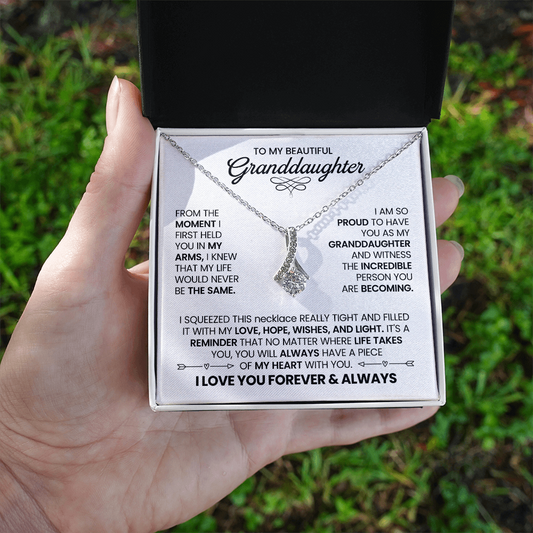 TO MY BEAUTIFUL
Granddaughter
FROM THE
MOMENT I
FIRST HELD
YOU IN MY
ARMS, I KNEW
THAT MY LIFE
WOULD NEVER
BE THE SAME.
I AM SO
PROUD TO HAVE
YOU AS MY
GRANDDAUGHTER
AND WITNESS
THE INCREDIBLE
PERSON YOU
ARE BECOMING.
I SQUEEZED THIS necklace REALLY TIGHT AND FILLED
IT WITH MY LOVE, HOPE, WISHES, AND LIGHT. IT'S A
REMINDER THAT NO MATTER WHERE LIFE TAKES
YOU, YOU WILL ALWAYS HAVE A PIECE
OF MY HEART WITH YOU.
I LOVE YOU FOREVER & ALWAYS